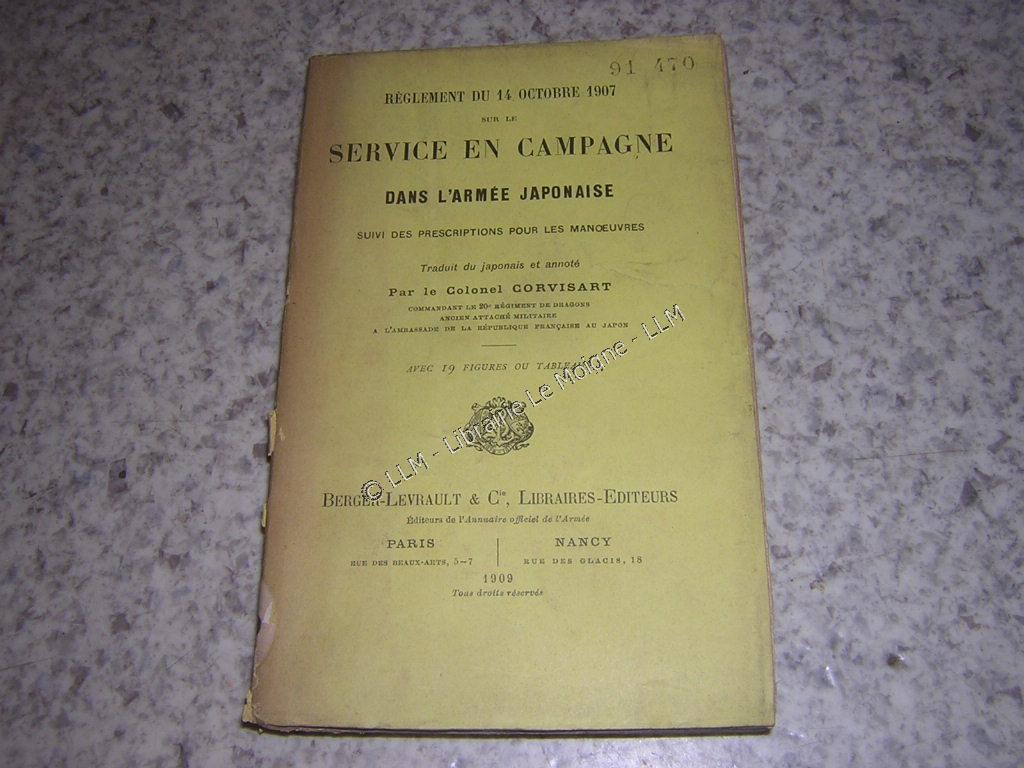 91 470
RÈGLEMENT DU 14 OCTOBRE 1907
SUR LE
SERVICE EN CAMPAGNE
DANS L'ARMÉE JAPONAISE
SUIVI DES PRESCRIPTIONS POUR LES MANŒUVRES
Traduit du japonais et annoté
Par le Colonel CORVISART
COMMANDANT LE 20e RÉGIMENT DE DRAGONS
ANCIEN ATTACHÉ MILITAIRE
A L'AMBASSADE DE LA RÉPUBLIQUE FRANÇAISE AU JAPON
AVEC 19 FIGURES OU TABLEAUX
© LLM - Librairie Le Moigne - LLM
BERGER-LEVRAULT & Cie, LIBRAIRES-EDITEURS
Éditeurs de l'Annuaire officiel de l'Armée
PARIS | NANCY
RUE DES BEAUX-ARTS, 5-7 | RUE DES GLACIS, 18
1909
Tous droits réservés